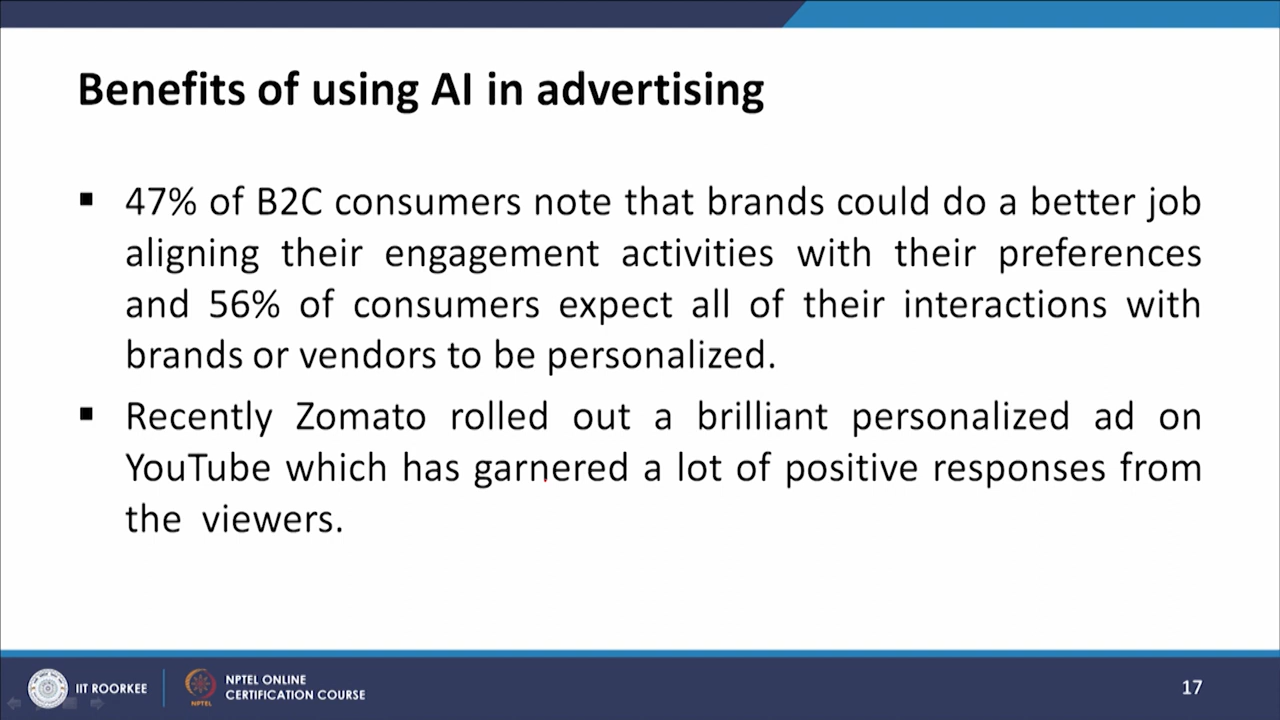 Benefits of using AI in advertising
▪ 47% of B2C consumers note that brands could do a better job
aligning their engagement activities with their preferences
and 56% of consumers expect all of their interactions with
brands or vendors to be personalized.
▪ Recently Zomato rolled out a brilliant personalized ad on
YouTube which has garnered a lot of positive responses from
the viewers.
IIT ROORKEE
NPTEL
NPTEL ONLINE
CERTIFICATION COURSE
17